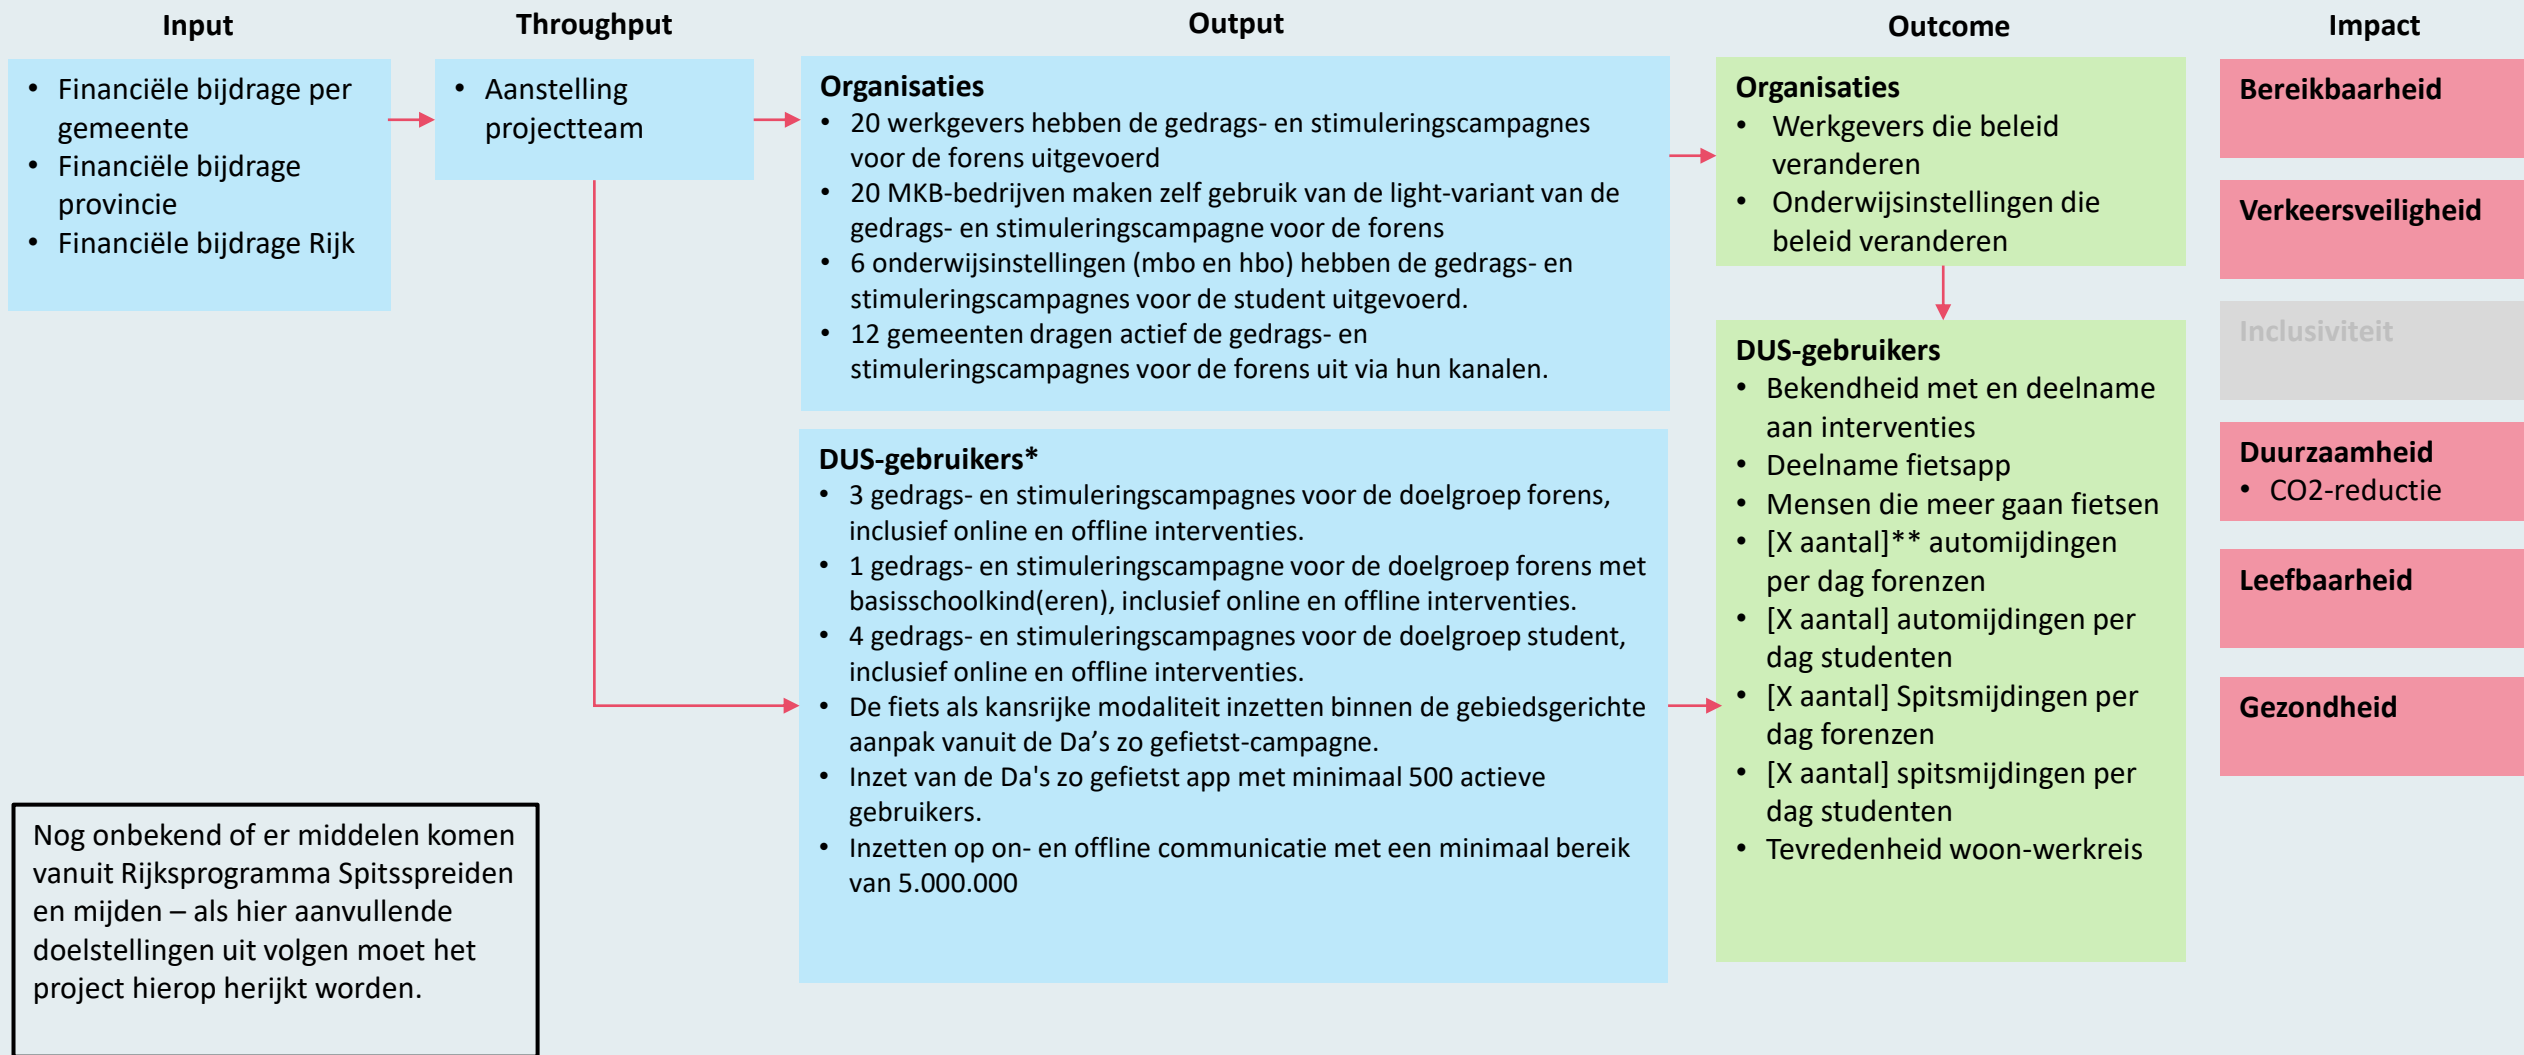 Input
Throughput
Output
Outcome
Impact
• Financiële bijdrage per
gemeente
• Financiële bijdrage
provincie
• Financiële bijdrage Rijk
• Aanstelling
projectteam
Organisaties
• 20 werkgevers hebben de gedrags- en stimuleringscampagnes
voor de forens uitgevoerd
• 20 MKB-bedrijven maken zelf gebruik van de light-variant van de
gedrags- en stimuleringscampagne voor de forens
• 6 onderwijsinstellingen (mbo en hbo) hebben de gedrags- en
stimuleringscampagnes voor de student uitgevoerd.
• 12 gemeenten dragen actief de gedrags- en
stimuleringscampagnes voor de forens uit via hun kanalen.
DUS-gebruikers*
• 3 gedrags- en stimuleringscampagnes voor de doelgroep forens,
inclusief online en offline interventies.
• 1 gedrags- en stimuleringscampagne voor de doelgroep forens met
basisschoolkind(eren), inclusief online en offline interventies.
• 4 gedrags- en stimuleringscampagnes voor de doelgroep student,
inclusief online en offline interventies.
• De fiets als kansrijke modaliteit inzetten binnen de gebiedsgerichte
aanpak vanuit de Da’s zo gefietst-campagne.
• Inzet van de Da's zo gefietst app met minimaal 500 actieve
gebruikers.
• Inzetten op on- en offline communicatie met een minimaal bereik
van 5.000.000
Organisaties
• Werkgevers die beleid
veranderen
• Onderwijsinstellingen die
beleid veranderen
DUS-gebruikers
• Bekendheid met en deelname
aan interventies
• Deelname fietsapp
• Mensen die meer gaan fietsen
• [X aantal]** automijdingen
per dag forenzen
• [X aantal] automijdingen per
dag studenten
• [X aantal] Spitsmijdingen per
dag forenzen
• [X aantal] spitsmijdingen per
dag studenten
• Tevredenheid woon-werkreis
Bereikbaarheid
Verkeersveiligheid
Inclusiviteit
Duurzaamheid
• CO2-reductie
Leefbaarheid
Gezondheid
Nog onbekend of er middelen komen
vanuit Rijksprogramma Spitsspreiden
en mijden – als hier aanvullende
doelstellingen uit volgen moet het
project hierop herijkt worden.